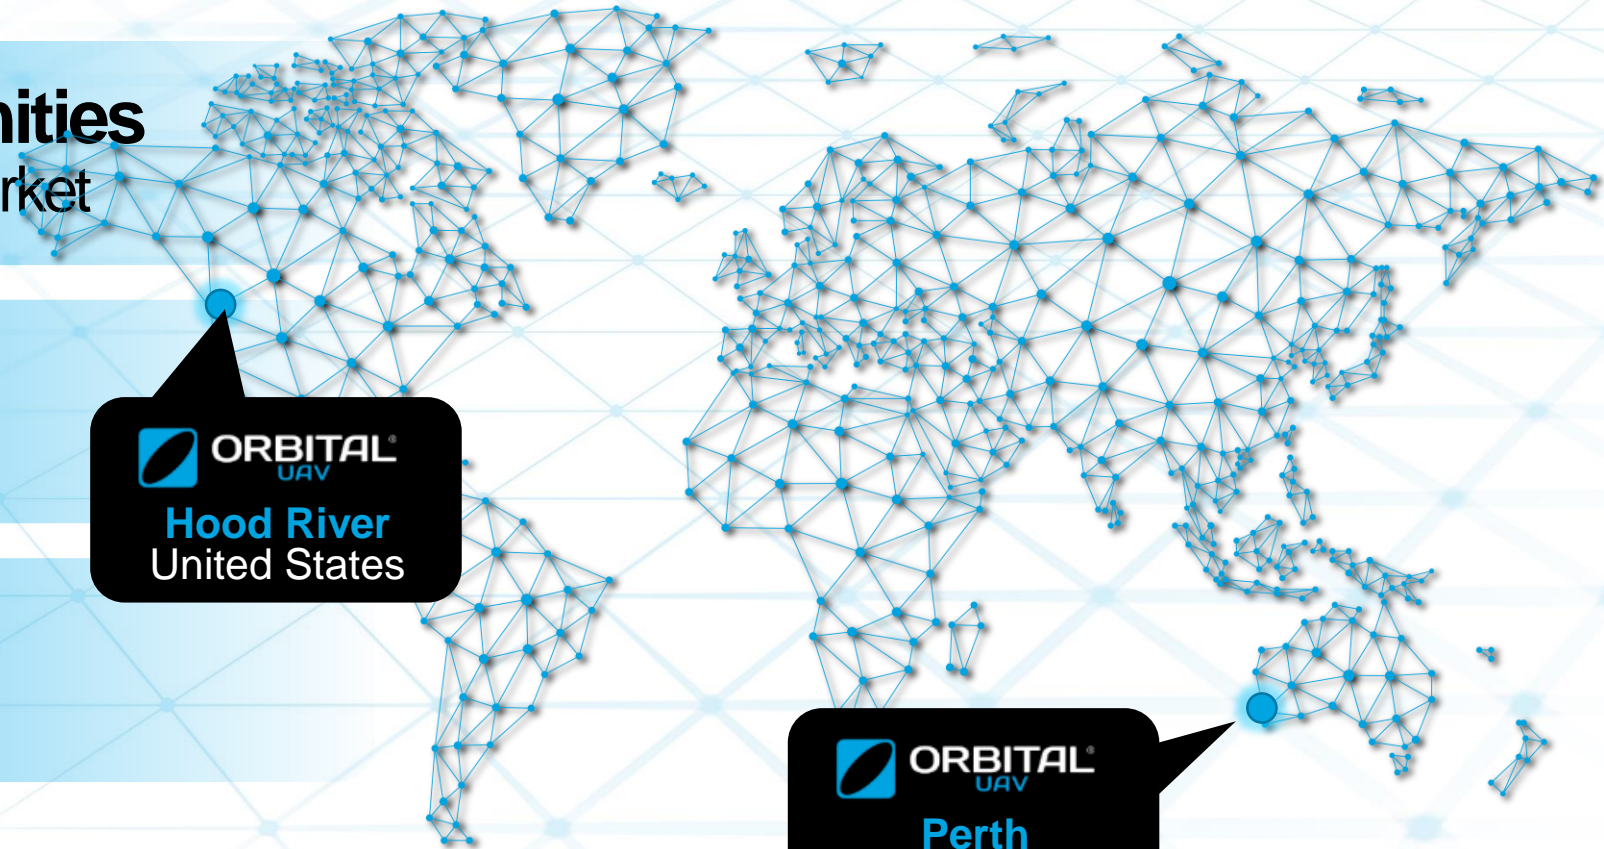 nities
rket
ORBITAL®
UAV
Hood River
United States
ORBITAL®
UAV
Perth